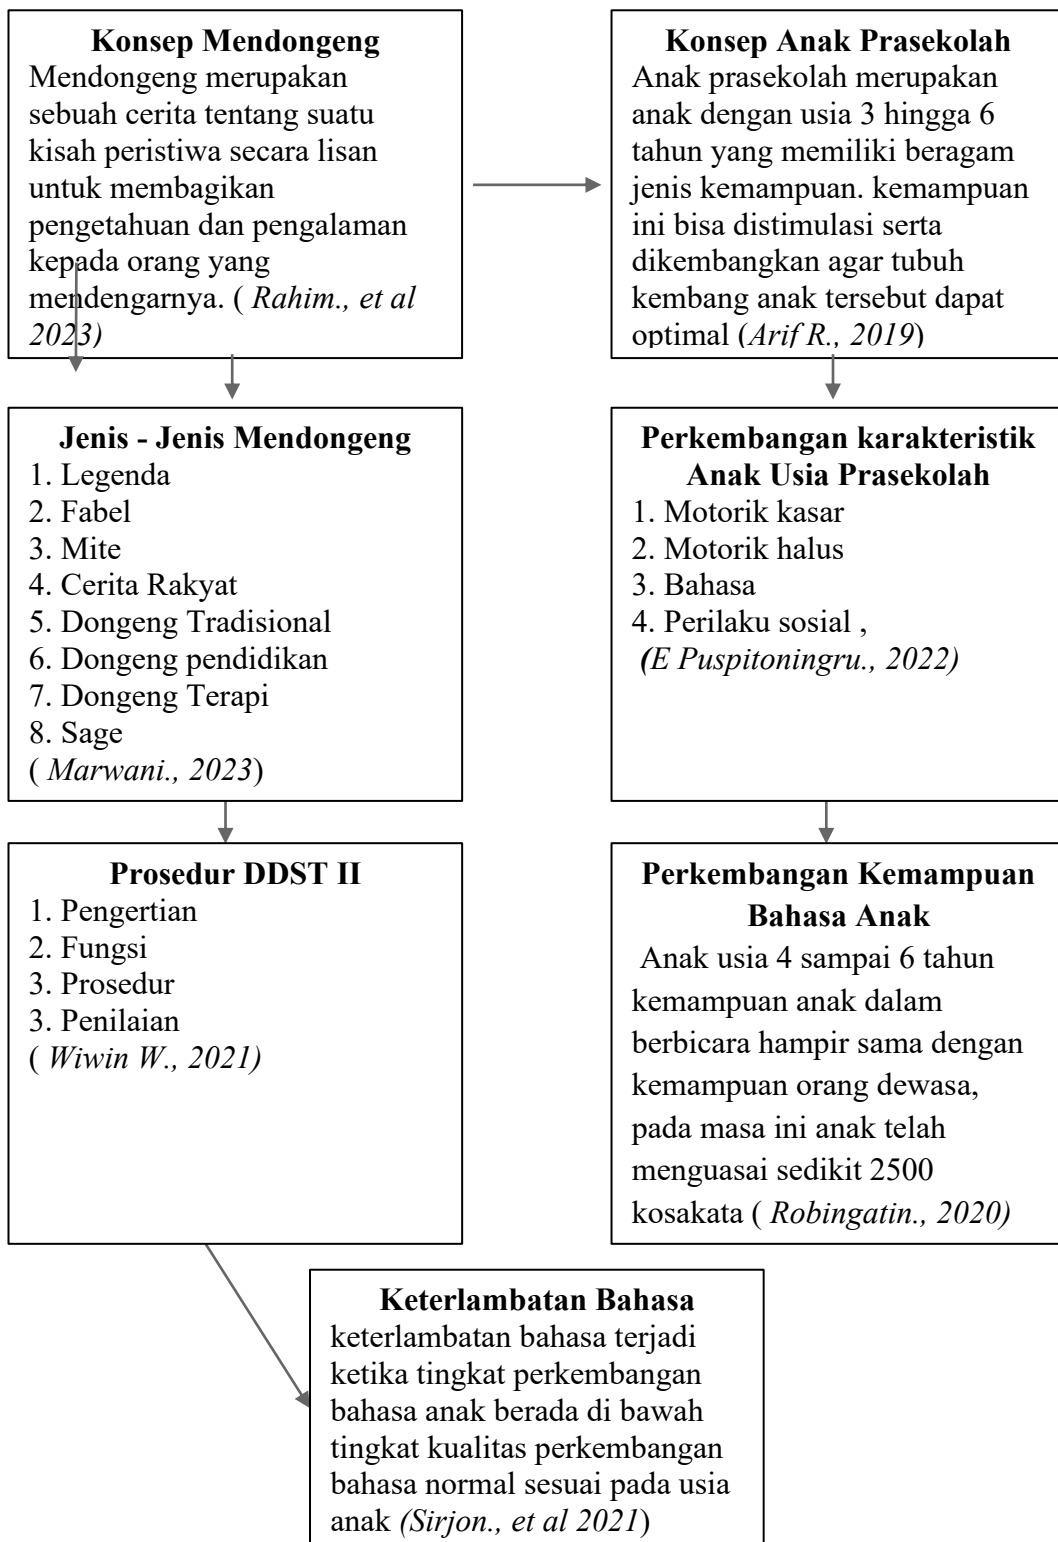 Konsep Mendongeng
Mendongeng merupakan
sebuah cerita tentang suatu
kisah peristiwa secara lisan
untuk membagikan
pengetahuan dan pengalaman
kepada orang yang
mendengarnya. ( Rahim., et al
2023)
Konsep Anak Prasekolah
Anak prasekolah merupakan
anak dengan usia 3 hingga 6
tahun yang memiliki beragam
jenis kemampuan. kemampuan
ini bisa distimulasi serta
dikembangkan agar tubuh
kembang anak tersebut dapat
optimal (Arif R., 2019)
Jenis - Jenis Mendongeng
1. Legenda
2. Fabel
3. Mite
4. Cerita Rakyat
5. Dongeng Tradisional
6. Dongeng pendidikan
7. Dongeng Terapi
8. Sage
( Marwani., 2023)
Perkembangan karakteristik
Anak Usia Prasekolah
1. Motorik kasar
2. Motorik halus
3. Bahasa
4. Perilaku sosial ,
(E Puspitoningru., 2022)
Prosedur DDST II
1. Pengertian
2. Fungsi
3. Prosedur
3. Penilaian
( Wiwin W., 2021)
Perkembangan Kemampuan
Bahasa Anak
Anak usia 4 sampai 6 tahun
kemampuan anak dalam
berbicara hampir sama dengan
kemampuan orang dewasa,
pada masa ini anak telah
menguasai sedikit 2500
kosakata ( Robingatin., 2020)
Keterlambatan Bahasa
keterlambatan bahasa terjadi
ketika tingkat perkembangan
bahasa anak berada di bawah
tingkat kualitas perkembangan
bahasa normal sesuai pada usia
anak (Sirjon., et al 2021)